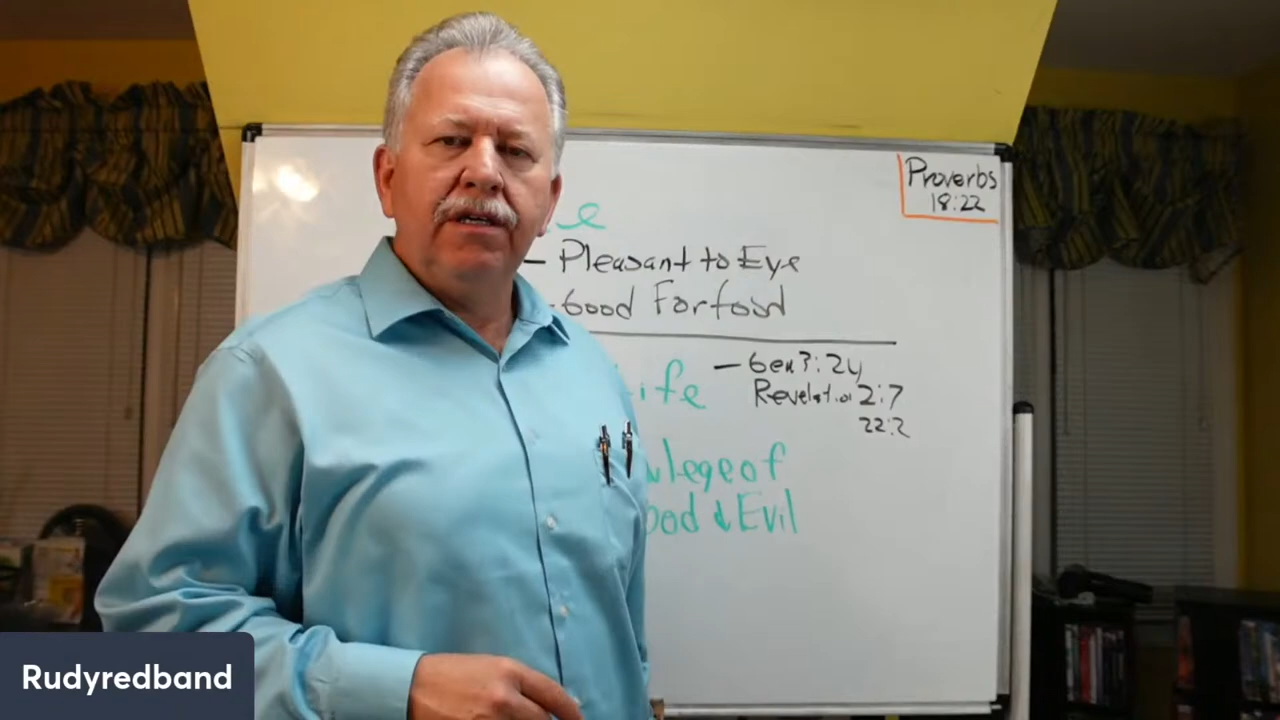 Proverbs
18:22
e
- Pleasant to Eye
- Good For food
ife - Gen 3:24
Revelation 2:7
22:2
wlege of
ood & Evil
Rudyredband